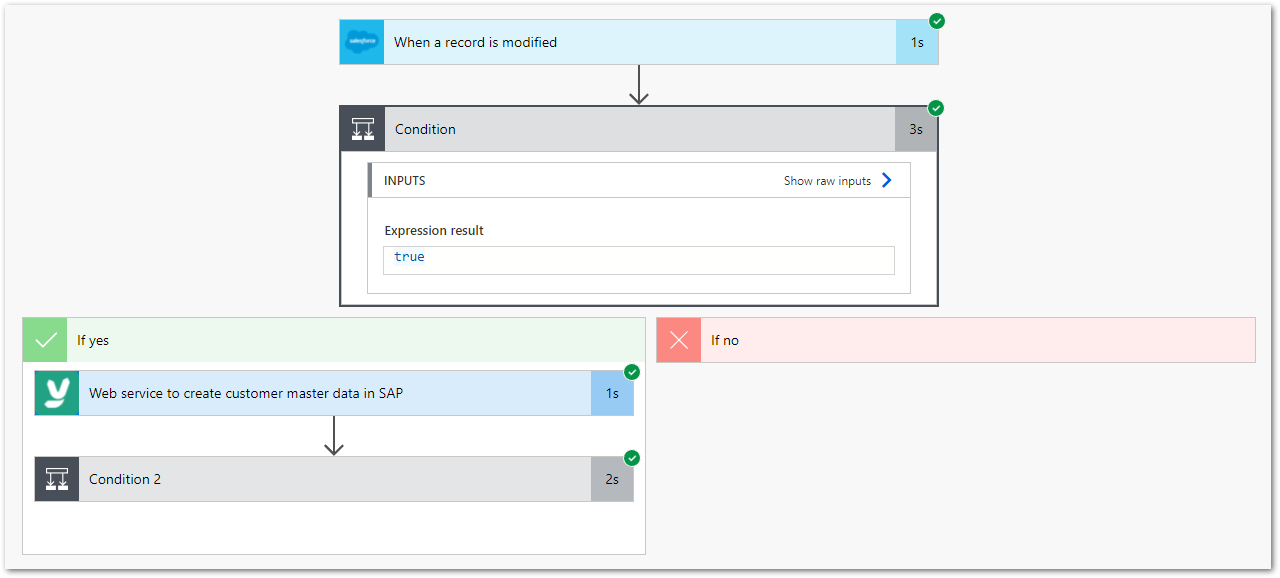 salesforce
When a record is modified
1s
Condition
3s
INPUTS
Show raw inputs
Expression result
true
If yes
If no
Web service to create customer master data in SAP
1s
Condition 2
2s